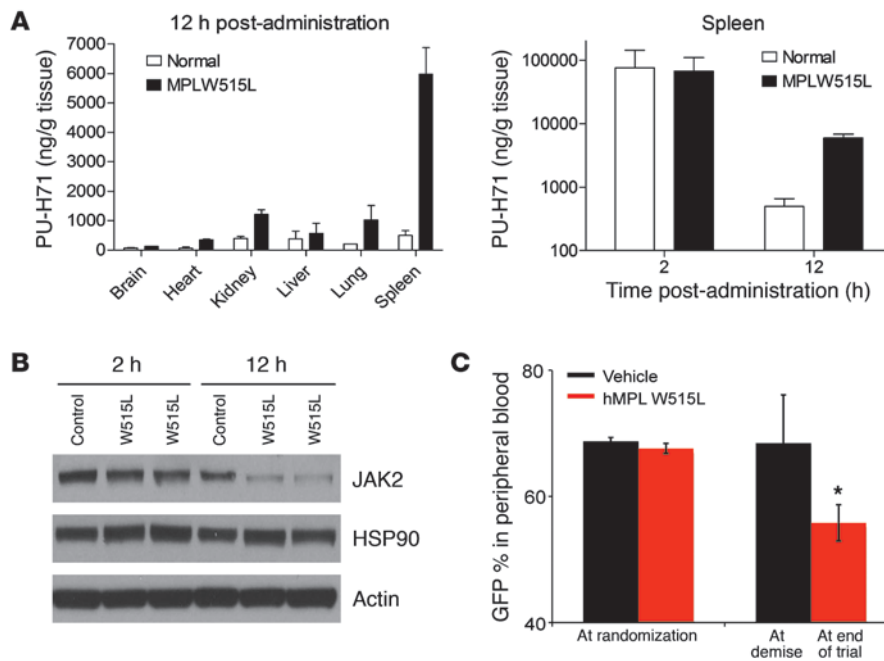 A
12 h post-administration
PU-H71 (ng/g tissue)
7000
6000
5000
4000
3000
2000
1000
0
Normal
MPLW515L
Brain
Heart
Kidney
Liver
Lung
Spleen
Spleen
PU-H71 (ng/g tissue)
100000
10000
1000
100
Normal
MPLW515L
2
12
Time post-administration (h)
B
2 h
12 h
Control
W515L
W515L
Control
W515L
W515L
JAK2
HSP90
Actin
C
GFP % in peripheral blood
80
60
40
Vehicle
hMPL W515L
*
At randomization
At
demise
At end
of trial